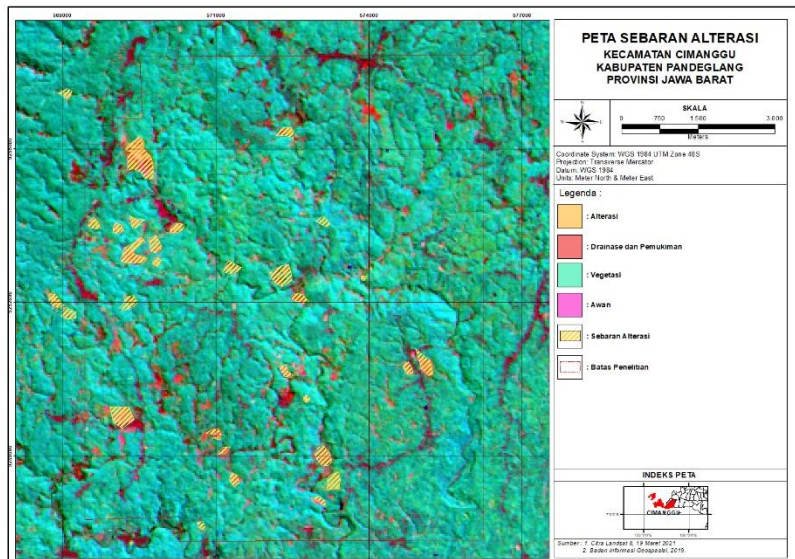 568000 571000 574000 577000
PETA SEBARAN ALTERASI
KECAMATAN CIMANGGU
KABUPATEN PANDEGLANG
PROVINSI JAWA BARAT
SKALA
0 750 1.500 3.000
Meters
Coordinate System: WGS 1984 UTM Zone 48S
Projection: Transverse Mercator
Datum: WGS 1984
Units: Meter North & Meter East
Legenda :
: Alterasi
: Drainase dan Pemukiman
: Vegetasi
: Awan
: Sebaran Alterasi
: Batas Penelitian
INDEKS PETA
CIMANGGU
Sumber : 1. Citra Landsat 8, 19 Maret 2021
2. Badan Informasi Geospasial, 2019.